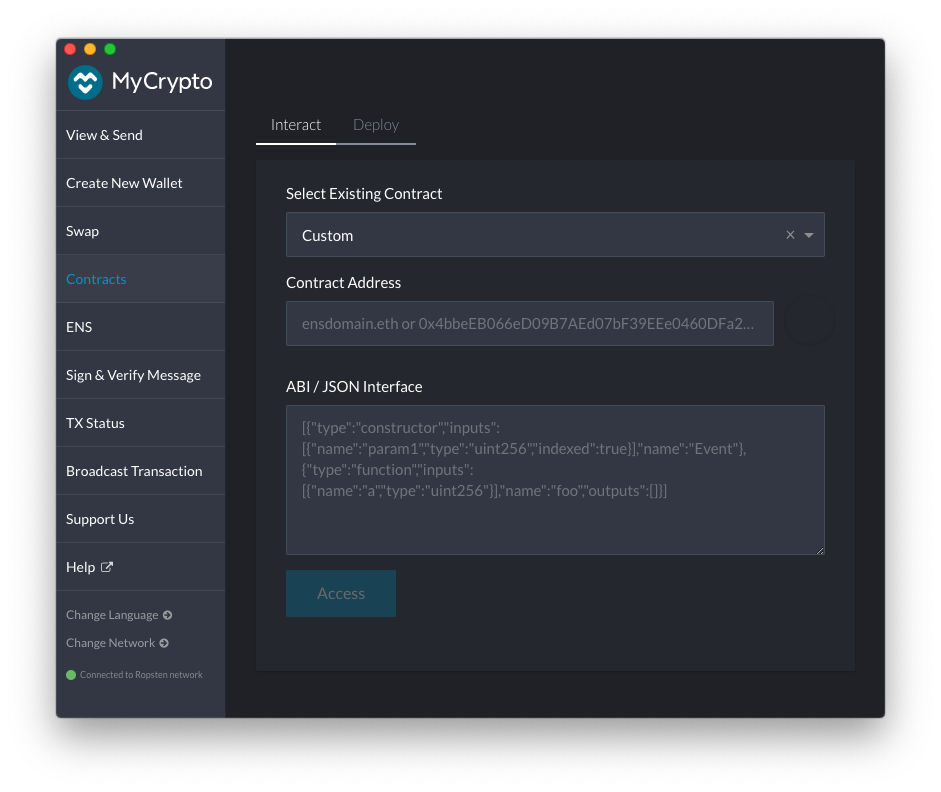 MyCrypto
View & Send
Create New Wallet
Swap
Contracts
ENS
Sign & Verify Message
TX Status
Broadcast Transaction
Support Us
Help
Change Language
Change Network
Connected to Ropsten network
Interact
Deploy
Select Existing Contract
Custom
Contract Address
ensdomain.eth or 0x4bbeEB066eD09B7AEd07bF39EEe0460DFa2...
ABI / JSON Interface
[{"type":"constructor","inputs":
[{"name":"param1","type":"uint256","indexed":true}],"name":"Event"},
{"type":"function","inputs":
[{"name":"a","type":"uint256"}],"name":"foo","outputs":[]}]
Access